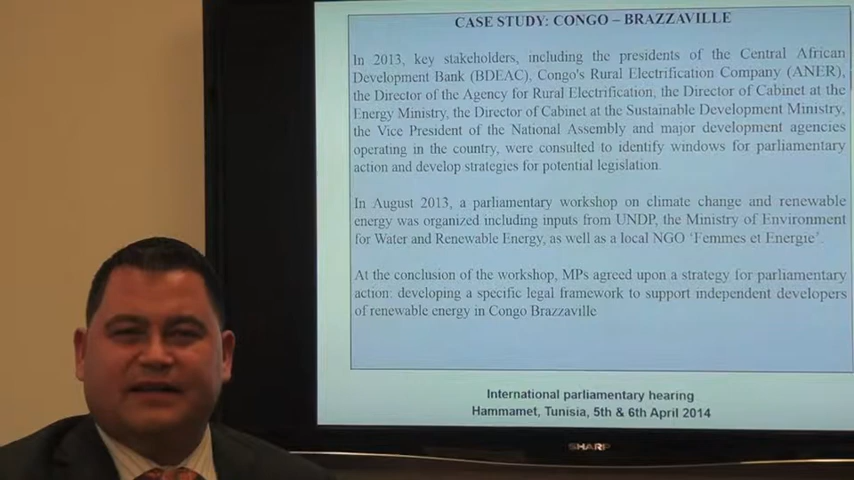 CASE STUDY: CONGO – BRAZZAVILLE
In 2013, key stakeholders, including the presidents of the Central African
Development Bank (BDEAC), Congo's Rural Electrification Company (ANER),
the Director of the Agency for Rural Electrification, the Director of Cabinet at the
Energy Ministry, the Director of Cabinet at the Sustainable Development Ministry,
the Vice President of the National Assembly and major development agencies
operating in the country, were consulted to identify windows for parliamentary
action and develop strategies for potential legislation.
In August 2013, a parliamentary workshop on climate change and renewable
energy was organized including inputs from UNDP, the Ministry of Environment
for Water and Renewable Energy, as well as a local NGO 'Femmes et Energie'.
At the conclusion of the workshop, MPs agreed upon a strategy for parliamentary
action: developing a specific legal framework to support independent developers
of renewable energy in Congo Brazzaville
International parliamentary hearing
Hammamet, Tunisia, 5th & 6th April 2014
SHARP